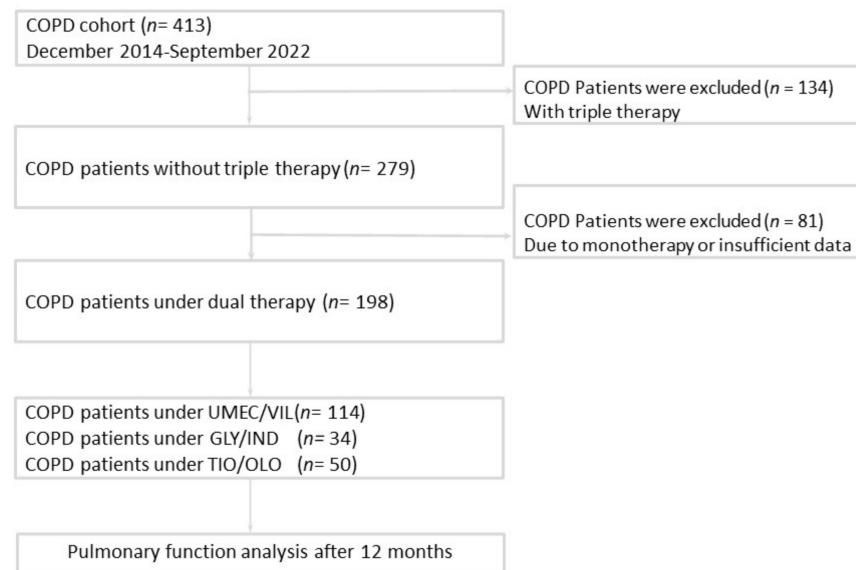 COPD cohort (n= 413)
December 2014-September 2022
COPD Patients were excluded (n = 134)
With triple therapy
COPD patients without triple therapy (n= 279)
COPD Patients were excluded (n = 81)
Due to monotherapy or insufficient data
COPD patients under dual therapy (n= 198)
COPD patients under UMEC/VIL(n= 114)
COPD patients under GLY/IND (n= 34)
COPD patients under TIO/OLO (n= 50)
Pulmonary function analysis after 12 months